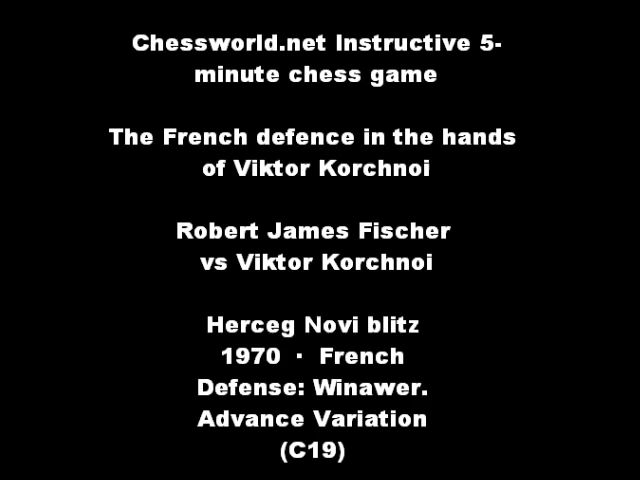 Chessworld.net Instructive 5-
minute chess game
The French defence in the hands
of Viktor Korchnoi
Robert James Fischer
vs Viktor Korchnoi
Herceg Novi blitz
1970 · French
Defense: Winawer.
Advance Variation
(C19)